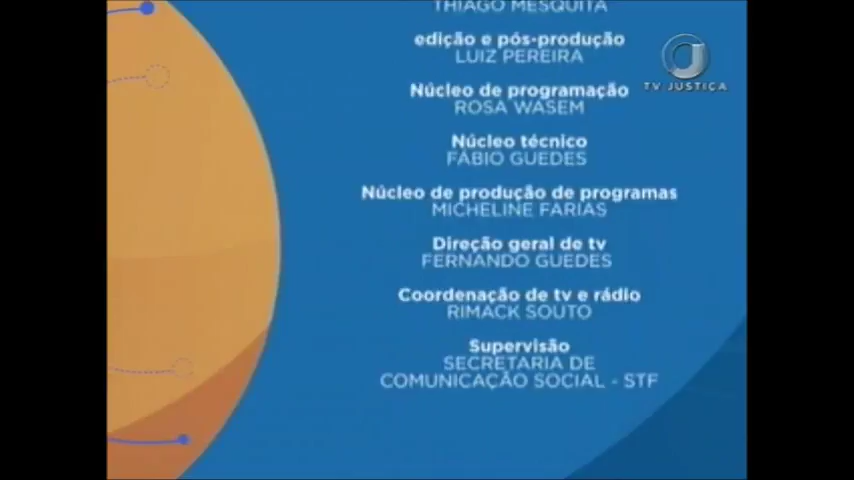 THIAGO MESQUITA
edição e pós-produção
LUIZ PEREIRA
Núcleo de programação
ROSA WASEM
Núcleo técnico
FÁBIO GUEDES
Núcleo de produção de programas
MICHELINE FARIAS
Direção geral de tv
FERNANDO GUEDES
Coordenação de tv e rádio
RIMACK SOUTO
Supervisão
SECRETARIA DE
COMUNICAÇÃO SOCIAL - STF
TV JUSTIÇA